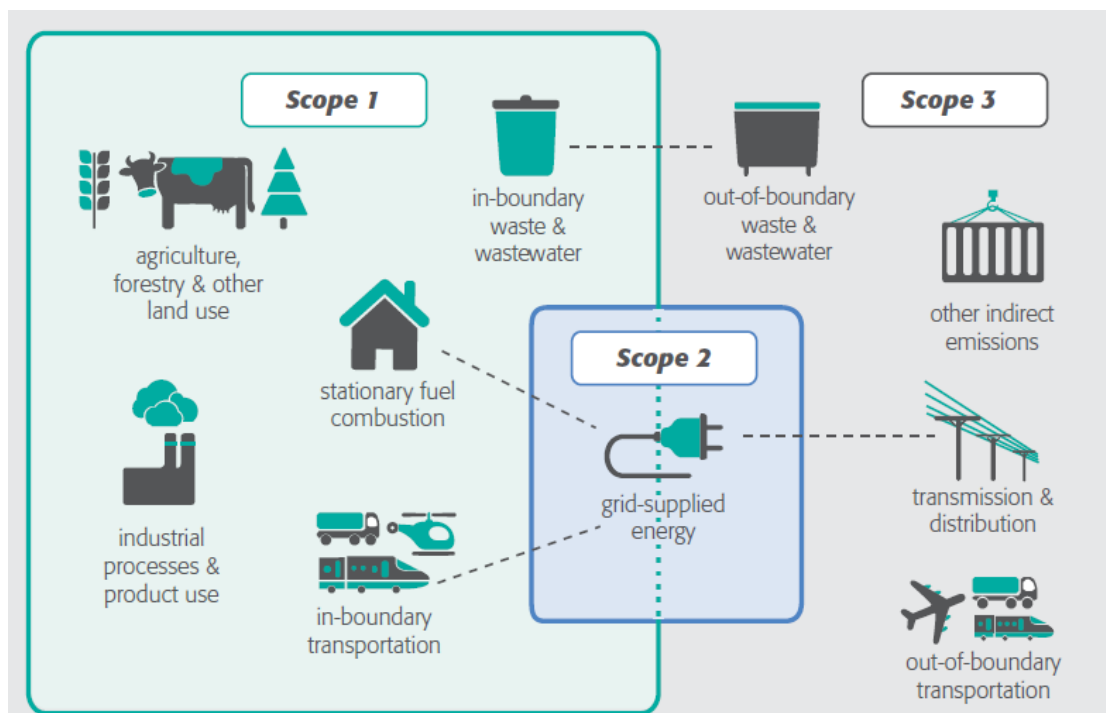 Scope 1
Scope 3
in-boundary
waste &
wastewater
out-of-boundary
waste &
wastewater
agriculture,
forestry & other
land use
other indirect
emissions
Scope 2
stationary fuel
combustion
grid-supplied
energy
transmission &
distribution
industrial
processes &
product use
in-boundary
transportation
out-of-boundary
transportation